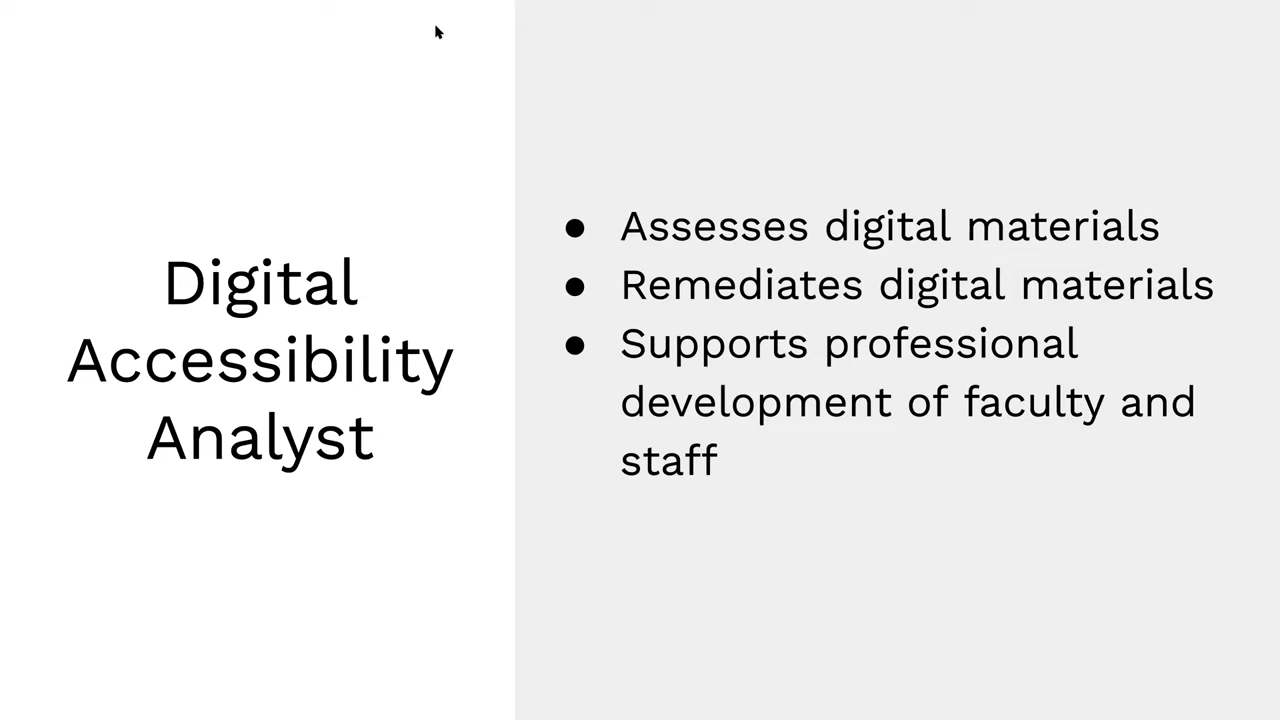 Digital
Accessibility
Analyst
● Assesses digital materials
● Remediates digital materials
● Supports professional
development of faculty and
staff